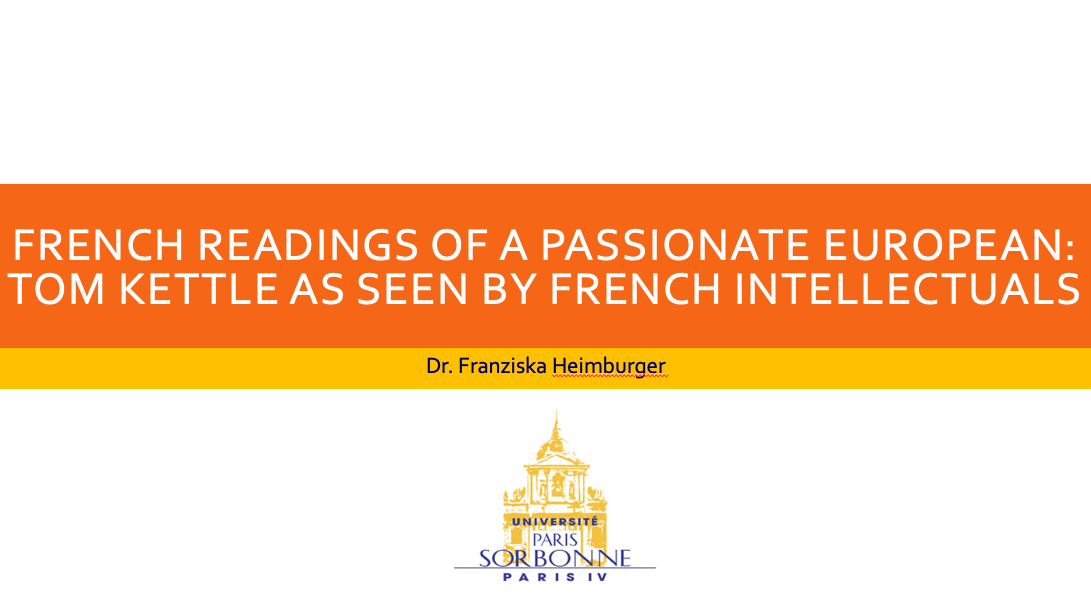 FRENCH READINGS OF A PASSIONATE EUROPEAN:
TOM KETTLE AS SEEN BY FRENCH INTELLECTUALS
Dr. Franziska Heimburger
UNIVERSITÉ
PARIS
SORBONNE
PARIS IV